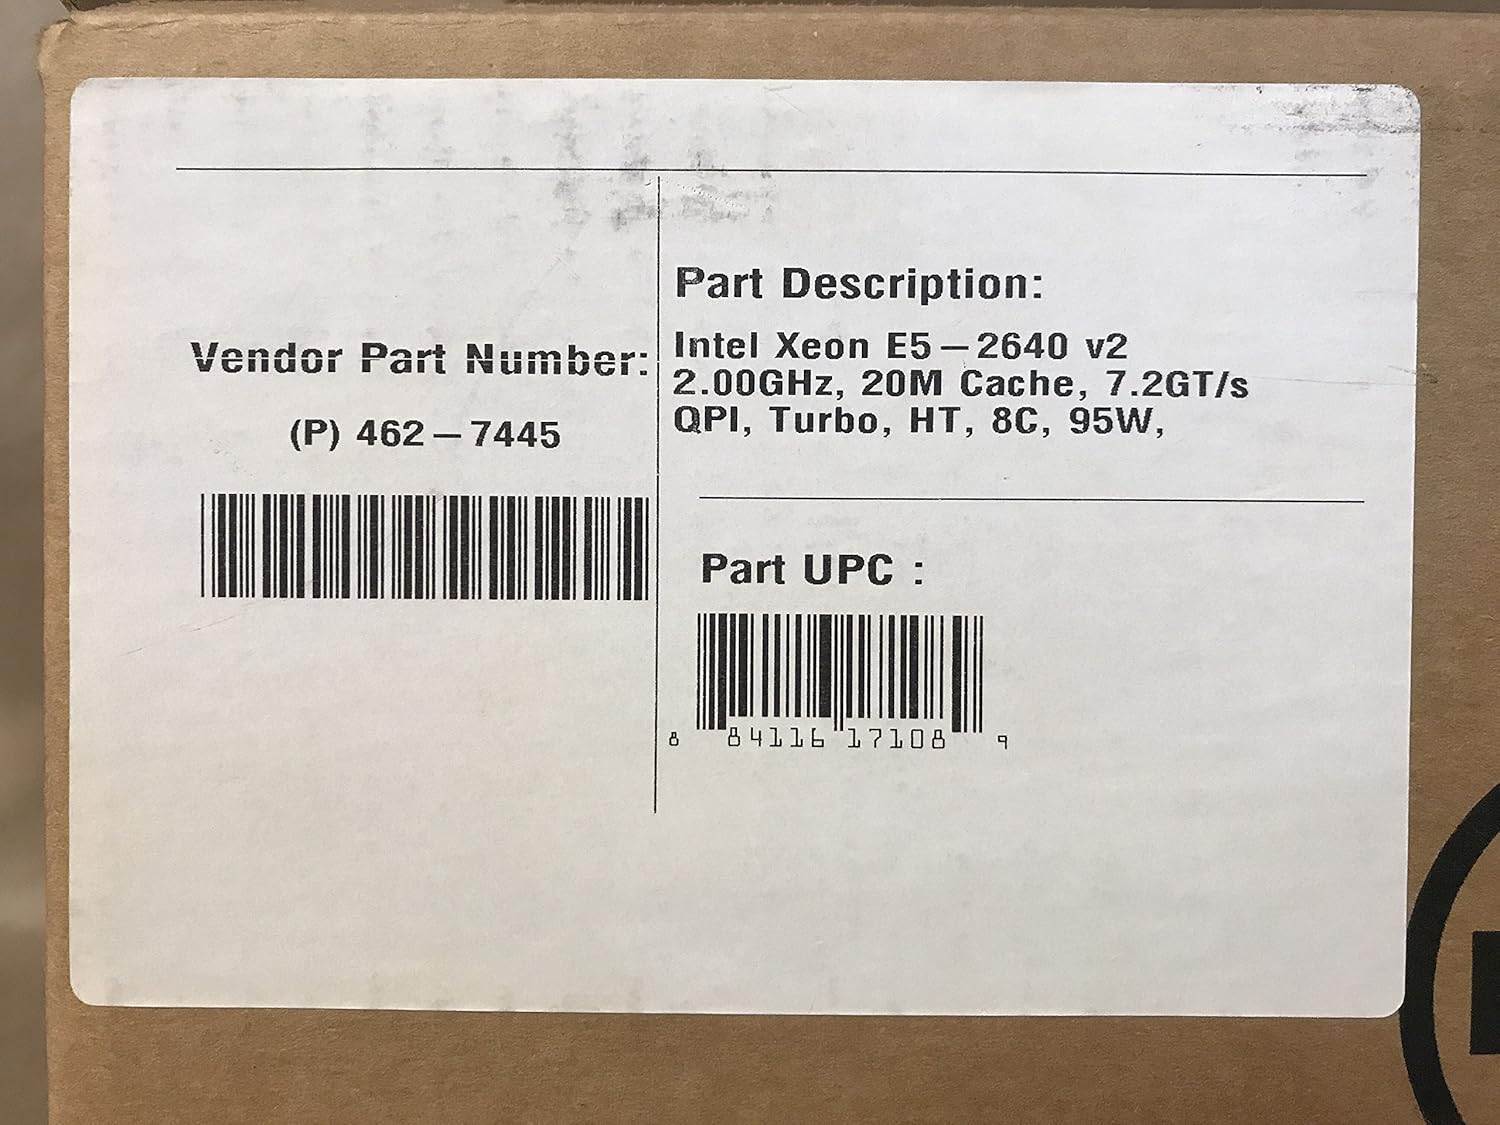 Vendor Part Number:
(P) 462-7445
Part Description:
Intel Xeon E5-2640 v2
2.00GHz, 20M Cache, 7.2GT/s
QPI, Turbo, HT, 8C, 95W,
Part UPC :
8 84116 17108 9